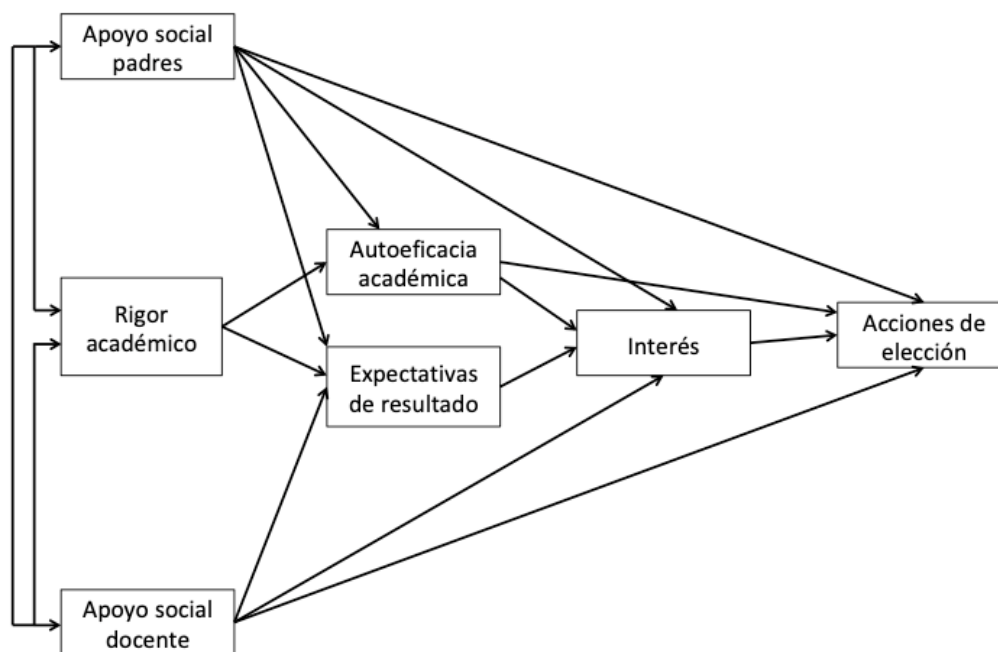 Apoyo social
padres
Autoeficacia
académica
Rigor
académico
Interés
Acciones de
elección
Expectativas
de resultado
Apoyo social
docente